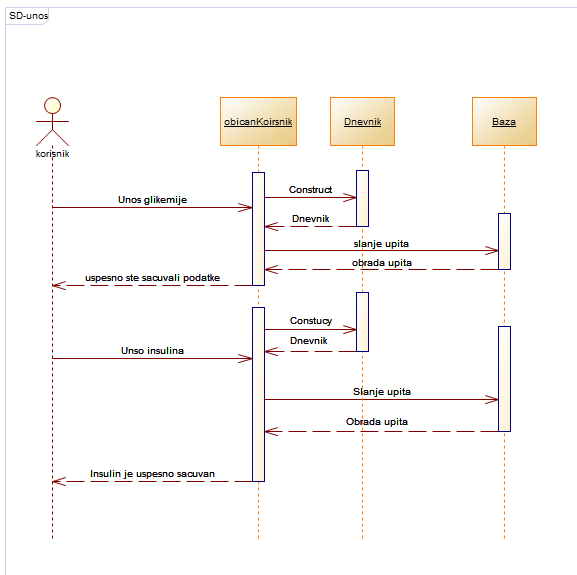 SD-unos
obicanKoirsnik
Dnevnik
Baza
korisnik
Construct
Unos glikemije
Dnevnik
slanje upita
obrada upita
uspesno ste sacuvali podatke
Constucy
Dnevnik
Unso insulina
Slanje upita
Obrada upita
Insulin je uspesno sacuvan